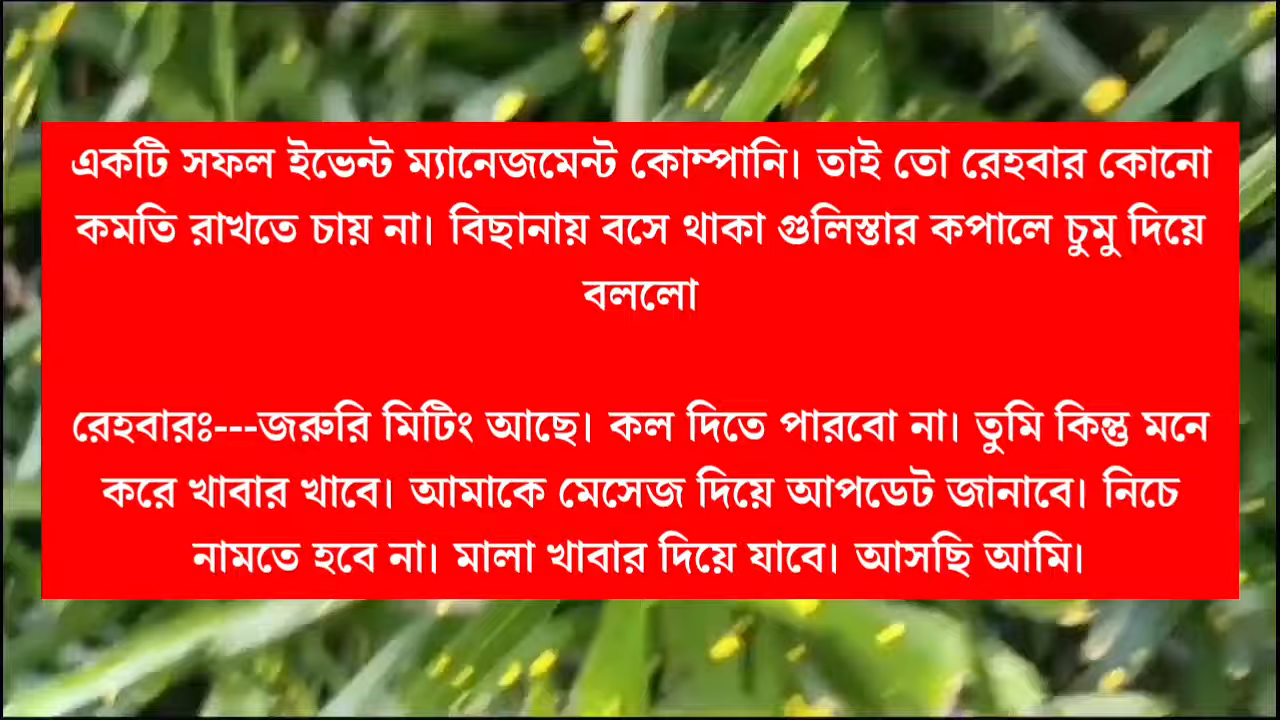 একটি সফল ইভেন্ট ম্যানেজমেন্ট কোম্পানি। তাই তো রেহবার কোনো
কমতি রাখতে চায় না। বিছানায় বসে থাকা গুলিস্তার কপালে চুমু দিয়ে
বললো
রেহবারঃ---জরুরি মিটিং আছে। কল দিতে পারবো না। তুমি কিন্তু মনে
করে খাবার খাবে। আমাকে মেসেজ দিয়ে আপডেট জানাবে। নিচে
নামতে হবে না। মালা খাবার দিয়ে যাবে। আসছি আমি।